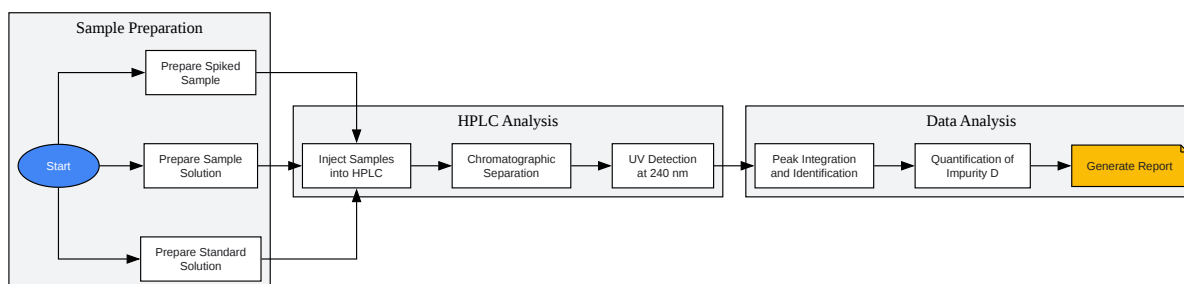 Sample Preparation
Prepare Spiked
Sample
Start
Prepare Sample
Solution
Prepare Standard
Solution
HPLC Analysis
Inject Samples
into HPLC
Chromatographic
Separation
UV Detection
at 240 nm
Data Analysis
Peak Integration
and Identification
Quantification of
Impurity D
Generate Report